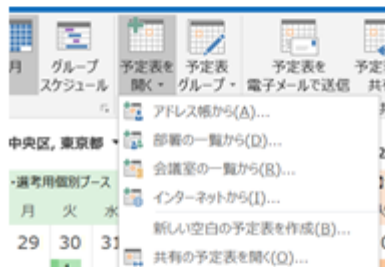 月
グループ
スケジュール
予定表を
開く
予定表
グループ
予定表を
電子メールで送信
予定表
共
アドレス帳から(A)...
部署の一覧から(D)...
会議室の一覧から(R)...
インターネットから(I)...
新しい空白の予定表を作成(B)...
共有の予定表を開く(O)...
中央区, 東京都
選考用個別ブース
月 火 水
29 30 31